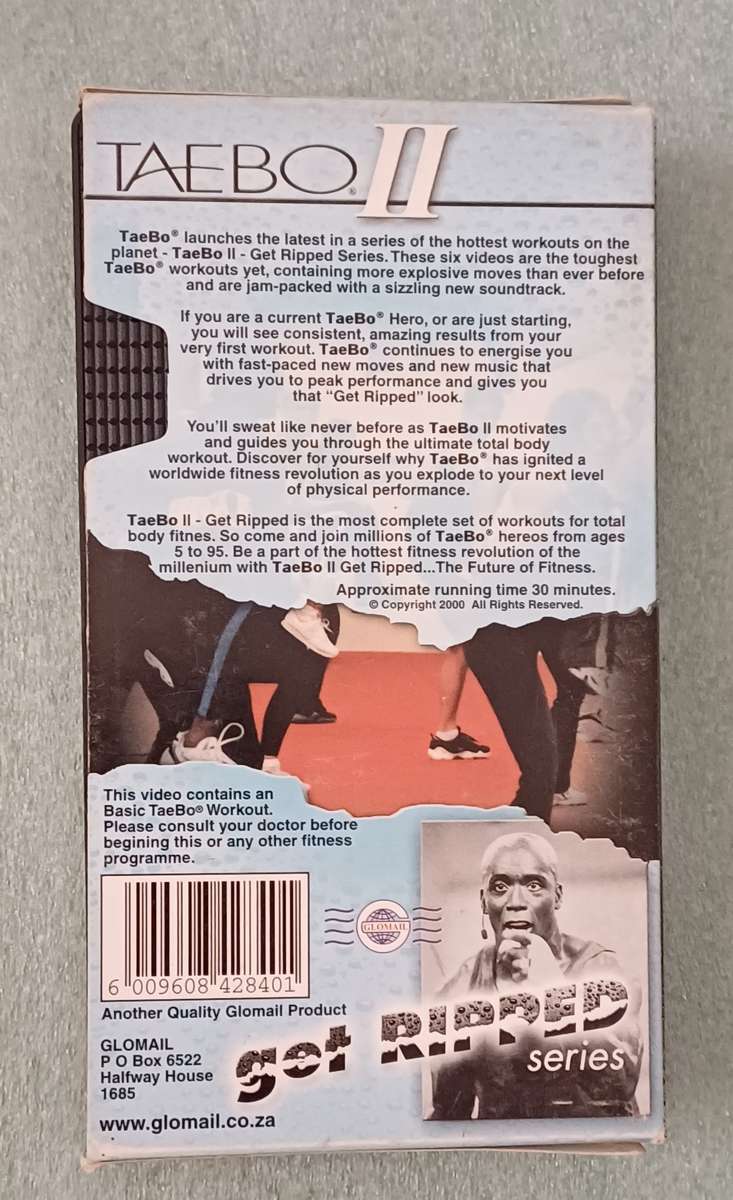 TAEBO® II
TaeBo® launches the latest in a series of the hottest workouts on the
planet - TaeBo II - Get Ripped Series. These six videos are the toughest
TaeBo® workouts yet, containing more explosive moves than ever before
and are jam-packed with a sizzling new soundtrack.
If you are a current TaeBo® Hero, or are just starting,
you will see consistent, amazing results from your
very first workout. TaeBo® continues to energise you
with fast-paced new moves and new music that
drives you to peak performance and gives you
that “Get Ripped” look.
You'll sweat like never before as TaeBo II motivates
and guides you through the ultimate total body
workout. Discover for yourself why TaeBo® has ignited a
worldwide fitness revolution as you explode to your next level
of physical performance.
TaeBo II - Get Ripped is the most complete set of workouts for total
body fitnes. So come and join millions of TaeBo® hereos from ages
5 to 95. Be a part of the hottest fitness revolution of the
millenium with TaeBo II Get Ripped...The Future of Fitness.
Approximate running time 30 minutes.
© Copyright 2000 All Rights Reserved.
This video contains an
Basic TaeBo® Workout.
Please consult your doctor before
begining this or any other fitness
programme.
6 009608 428401
GLOMAIL
Another Quality Glomail Product
GLOMAIL
P O Box 6522
Halfway House
1685
www.glomail.co.za
get RIPPED
series